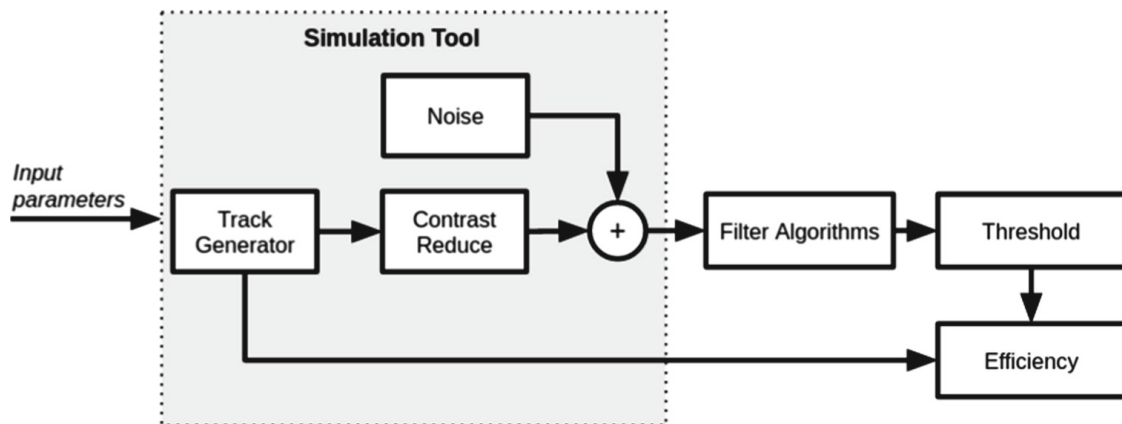 Simulation Tool
Noise
Input
parameters
Track
Generator
Contrast
Reduce
+
Filter Algorithms
Threshold
Efficiency